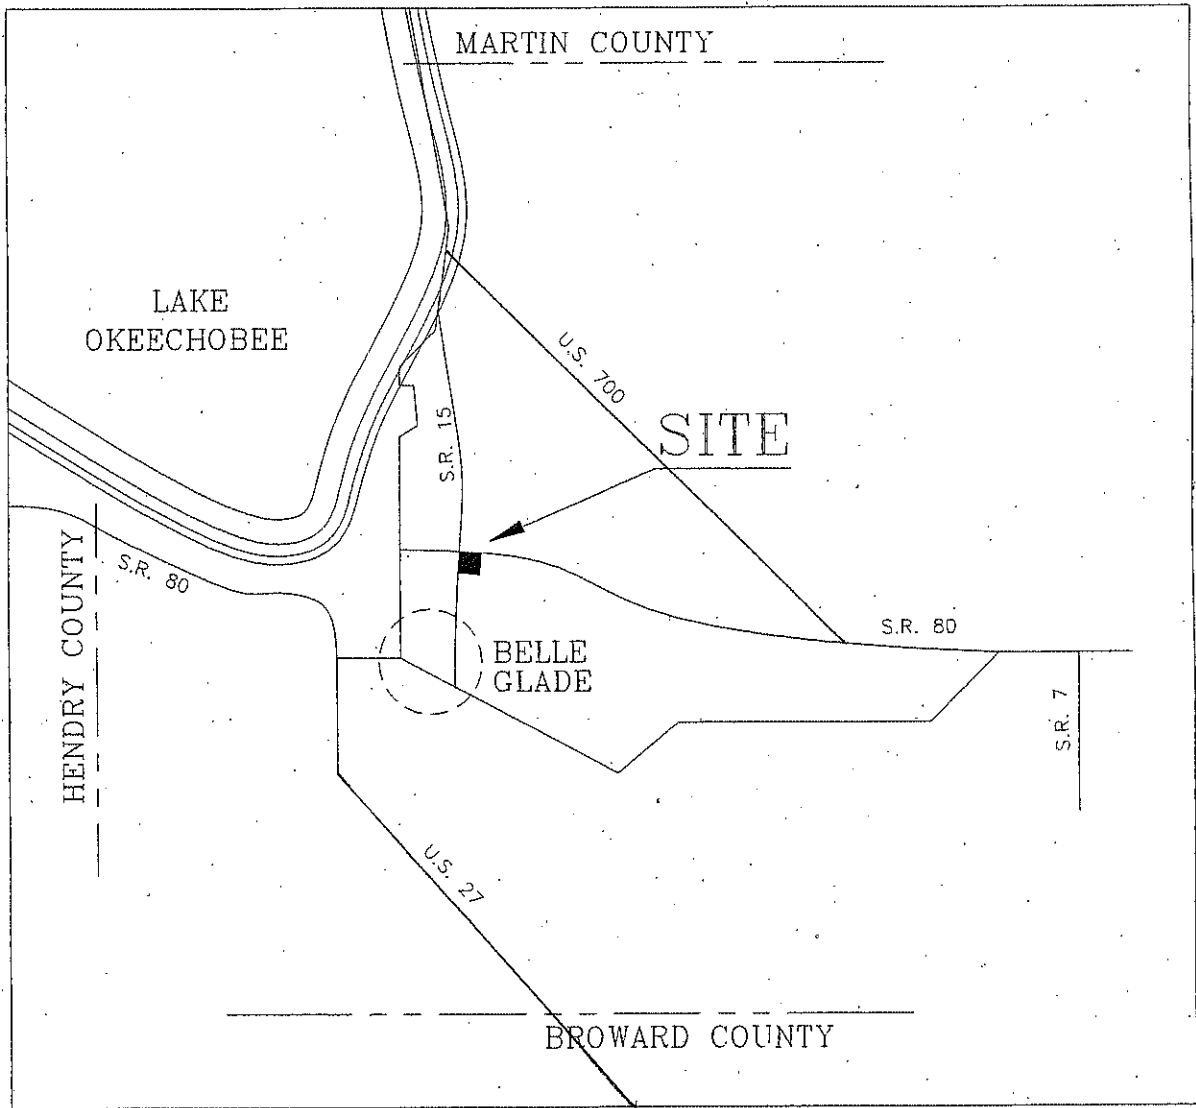 MARTIN COUNTY
LAKE
OKEECHOBEE
U.S. 700
SITE
S.R. 15
HENDRY COUNTY
S.R. 80
BELLE
GLADE
S.R. 80
S.R. 7
U.S. 27
BROWARD COUNTY